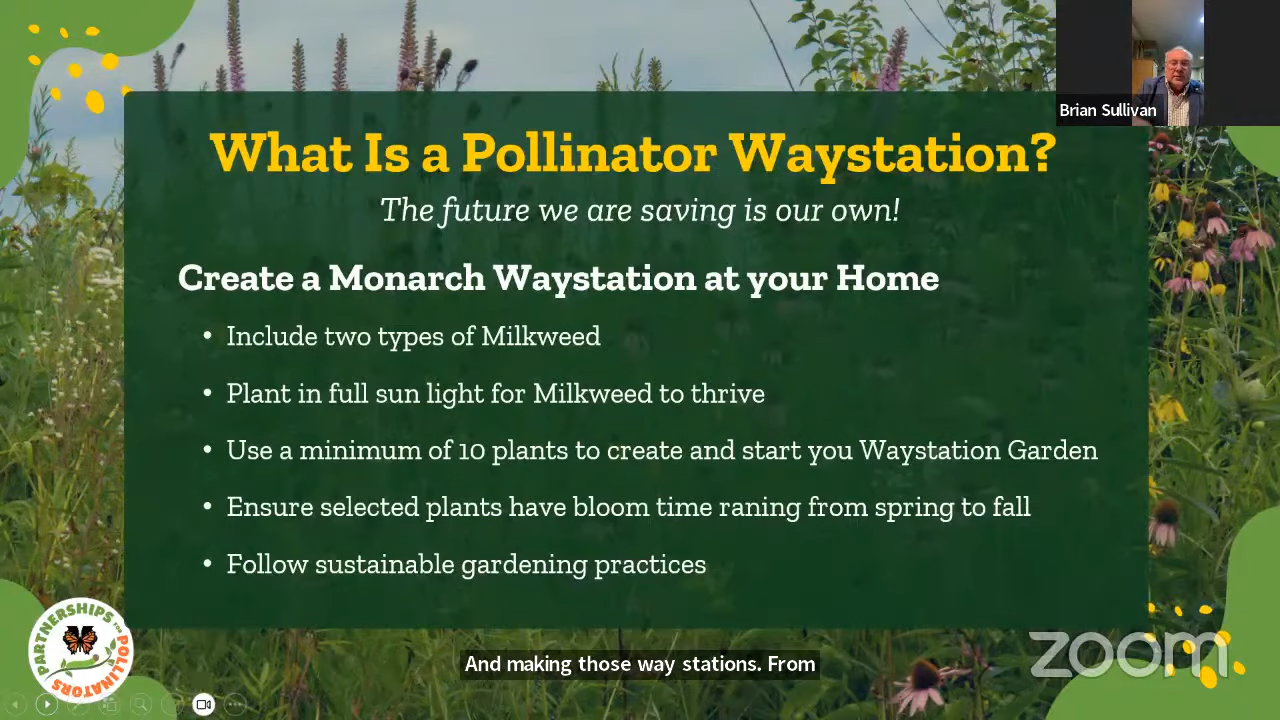 Brian Sullivan
What Is a Pollinator Waystation?
The future we are saving is our own!
Create a Monarch Waystation at your Home
• Include two types of Milkweed
• Plant in full sun light for Milkweed to thrive
• Use a minimum of 10 plants to create and start you Waystation Garden
• Ensure selected plants have bloom time raning from spring to fall
• Follow sustainable gardening practices
PARTNERSHIPS FOR POLLINATORS
And making those way stations. From
zoom